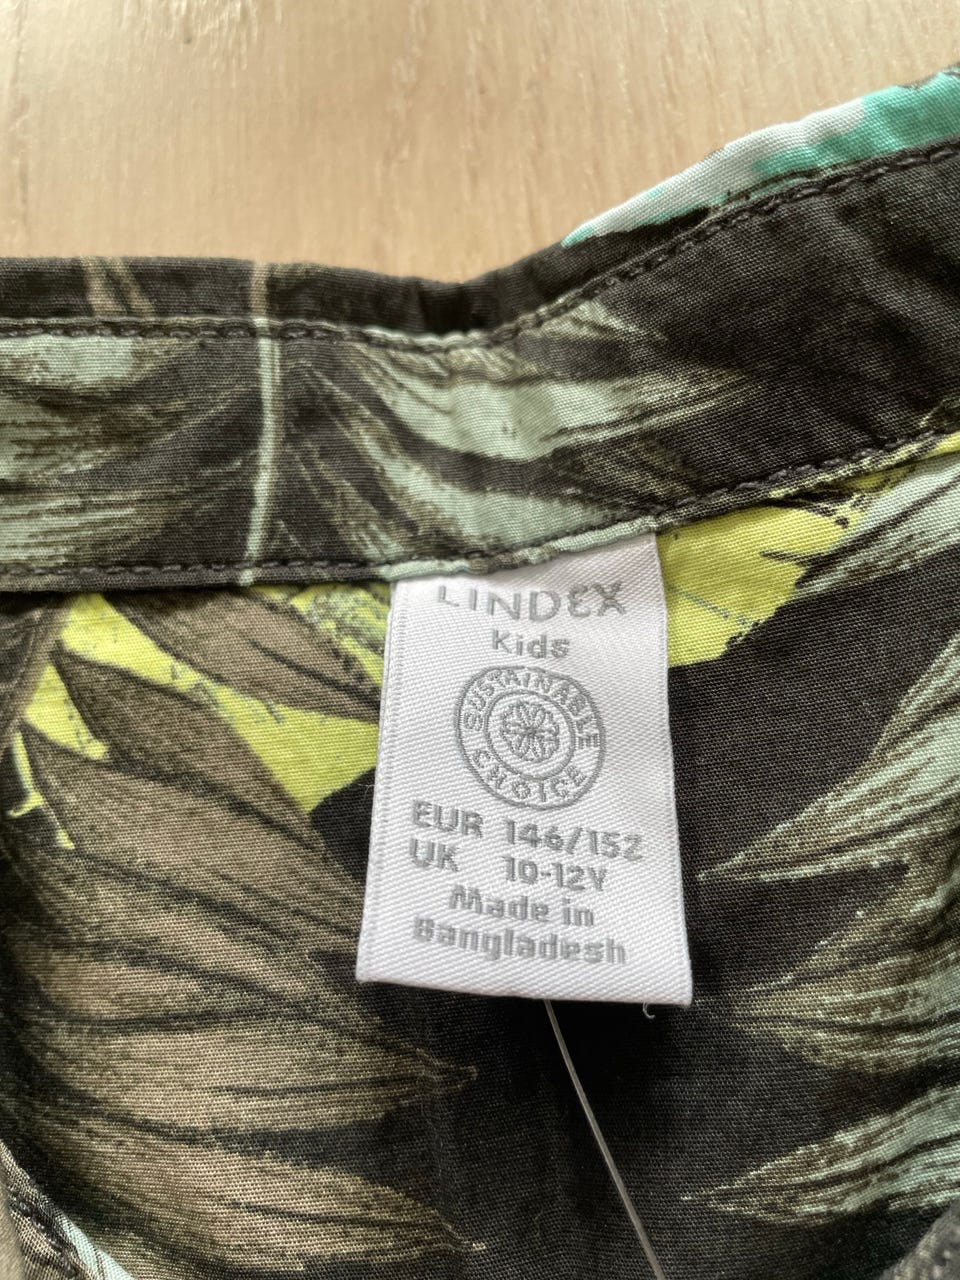 LINDEX
Kids
SUSTAINABLE
CHOICE
EUR 146/152
UK 10-12Y
Made in
Bangladesh